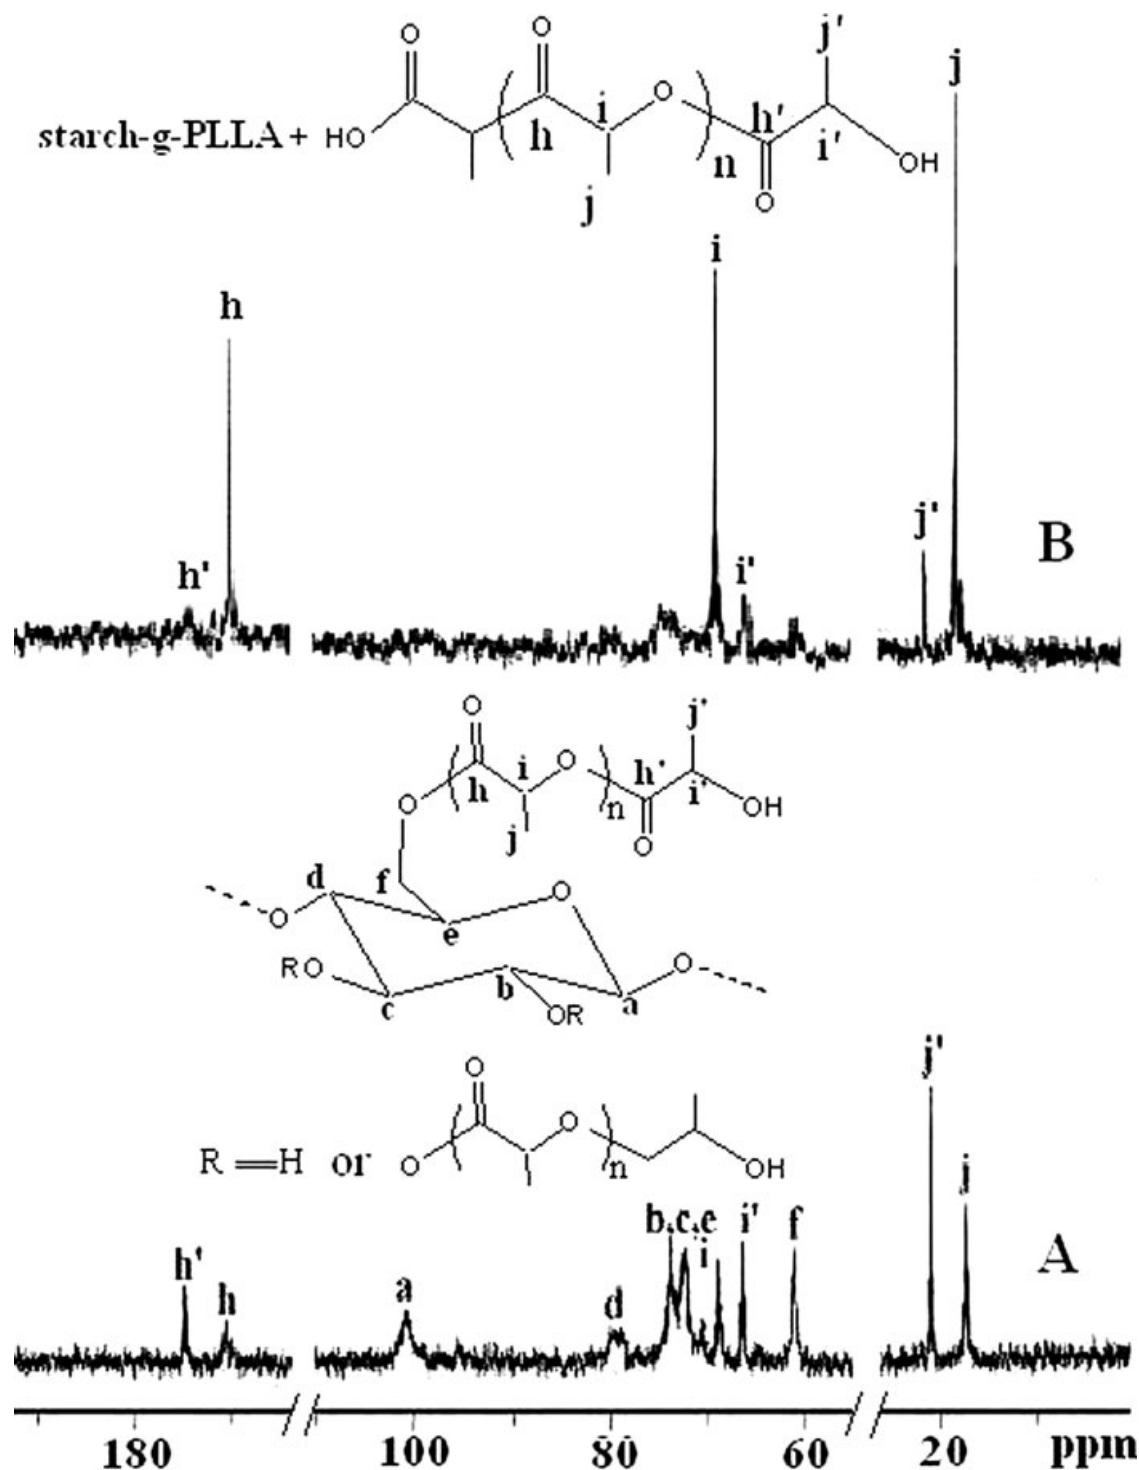 O O j' j
starch-g-PLLA + HO ( h i O ) n h' i' OH
j O
i
h
j'
h' i' B
O j'
( h i O ) n h' i' OH
O j O
d f
O O
e
RO O
c b OR a
j'
O
R = H or O ( O ) n OH
j
b,c,e i' f
i
h' h a d A
180 100 80 60 20 ppm